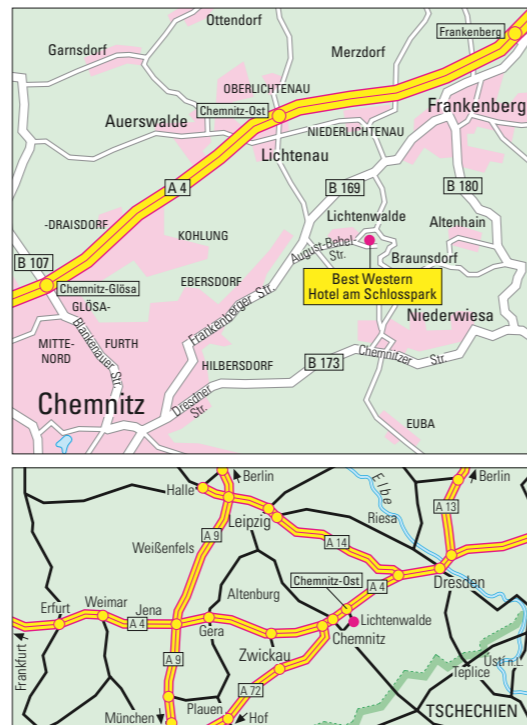 Ottendorf
Frankenberg
Garnsdorf
Merzdorf
OBERLICHTENAU
Chemnitz-Ost
Frankenberg
Auerswalde
NIEDERLICHTENAU
Lichtenau
A 4
B 169
B 180
Lichtenwalde
-DRAISDORF
Altenhain
KOHLUNG
August-Bebel-
Str.
B 107
Braunsdorf
EBERSDORF
Best Western
Hotel am Schlosspark
Chemnitz-Glösa
GLÖSA-
Frankenberger Str.
Niederwiesa
Blankenauer Str.
MITTE-
NORD
FURTH
HILBERSDORF
B 173
Chemnitzer Str.
Dresdner
Str.
Chemnitz
EUBA
Berlin
Berlin
Halle
Elbe
A 9
Leipzig
Riesa
A 13
Weißenfels
A 14
Chemnitz-Ost
Dresden
Altenburg
A 4
Erfurt
Weimar
Jena
Lichtenwalde
A 4
Gera
Chemnitz
Frankfurt
A 9
Zwickau
Ústí n.L.
Teplice
A 72
Plauen
München
Hof
TSCHECHIEN